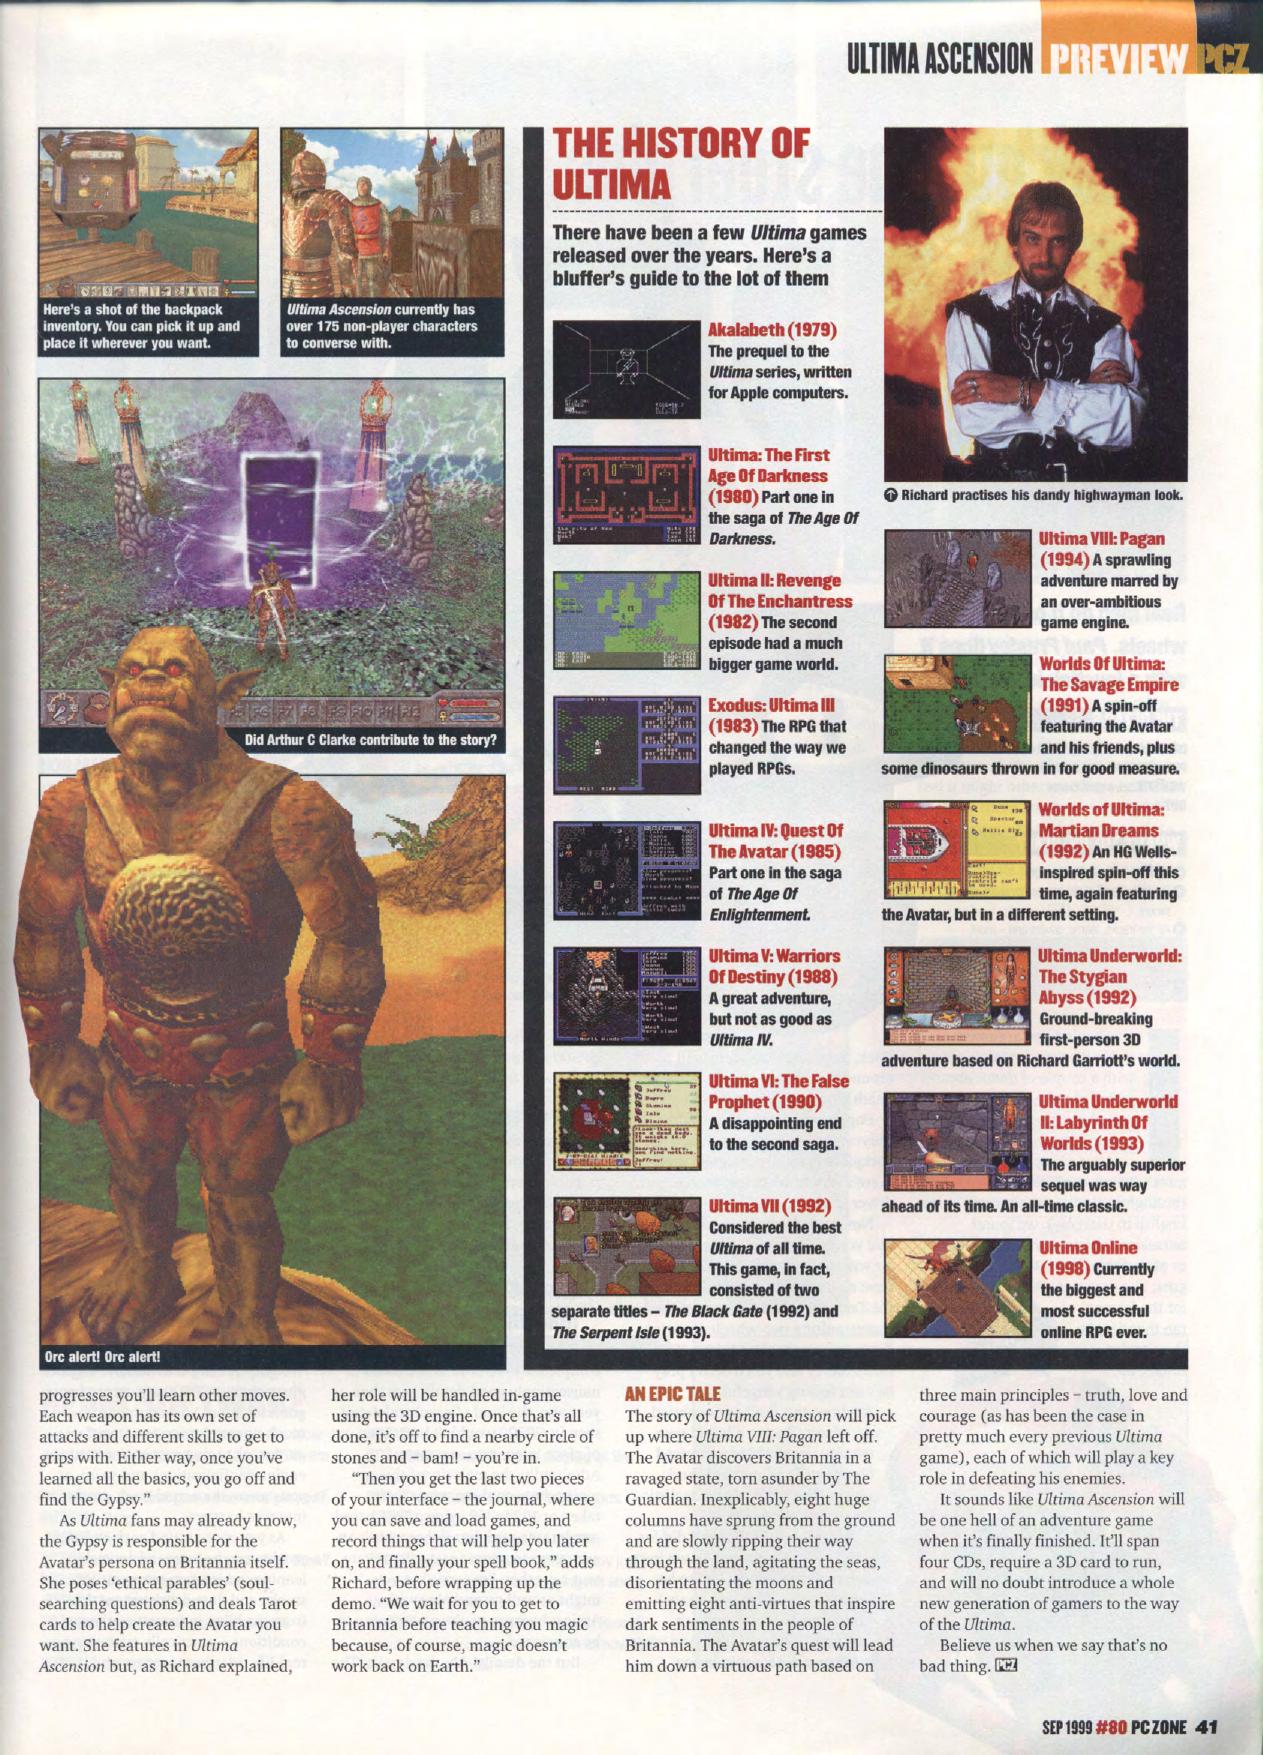 ULTIMA ASCENSION PREVIEW PCZ
Here's a shot of the backpack
inventory. You can pick it up and
place it wherever you want.
Ultima Ascension currently has
over 175 non-player characters
to converse with.
Did Arthur C Clarke contribute to the story?
Orc alert! Orc alert!
THE HISTORY OF
ULTIMA
There have been a few Ultima games
released over the years. Here's a
bluffer's guide to the lot of them
Akalabeth (1979)
The prequel to the
Ultima series, written
for Apple computers.
Ultima: The First
Age Of Darkness
(1980) Part one in
the saga of The Age Of
Darkness.
Ultima II: Revenge
Of The Enchantress
(1982) The second
episode had a much
bigger game world.
Exodus: Ultima III
(1983) The RPG that
changed the way we
played RPGs.
Ultima IV: Quest Of
The Avatar (1985)
Part one in the saga
of The Age Of
Enlightenment.
Ultima V: Warriors
Of Destiny (1988)
A great adventure,
but not as good as
Ultima IV.
Ultima VI: The False
Prophet (1990)
A disappointing end
to the second saga.
Ultima VII (1992)
Considered the best
Ultima of all time.
This game, in fact,
consisted of two
separate titles – The Black Gate (1992) and
The Serpent Isle (1993).
Richard practises his dandy highwayman look.
Ultima VIII: Pagan
(1994) A sprawling
adventure marred by
an over-ambitious
game engine.
Worlds Of Ultima:
The Savage Empire
(1991) A spin-off
featuring the Avatar
and his friends, plus
some dinosaurs thrown in for good measure.
Worlds of Ultima:
Martian Dreams
(1992) An HG Wells-
inspired spin-off this
time, again featuring
the Avatar, but in a different setting.
Ultima Underworld:
The Stygian
Abyss (1992)
Ground-breaking
first-person 3D
adventure based on Richard Garriott's world.
Ultima Underworld
II: Labyrinth Of
Worlds (1993)
The arguably superior
sequel was way
ahead of its time. An all-time classic.
Ultima Online
(1998) Currently
the biggest and
most successful
online RPG ever.
progresses you'll learn other moves.
Each weapon has its own set of
attacks and different skills to get to
grips with. Either way, once you've
learned all the basics, you go off and
find the Gypsy."
As Ultima fans may already know,
the Gypsy is responsible for the
Avatar's persona on Britannia itself.
She poses 'ethical parables' (soul-
searching questions) and deals Tarot
cards to help create the Avatar you
want. She features in Ultima
Ascension but, as Richard explained,
her role will be handled in-game
using the 3D engine. Once that's all
done, it's off to find a nearby circle of
stones and – bam! – you're in.
"Then you get the last two pieces
of your interface – the journal, where
you can save and load games, and
record things that will help you later
on, and finally your spell book," adds
Richard, before wrapping up the
demo. "We wait for you to get to
Britannia before teaching you magic
because, of course, magic doesn't
work back on Earth."
AN EPIC TALE
The story of Ultima Ascension will pick
up where Ultima VIII: Pagan left off.
The Avatar discovers Britannia in a
ravaged state, torn asunder by The
Guardian. Inexplicably, eight huge
columns have sprung from the ground
and are slowly ripping their way
through the land, agitating the seas,
disorientating the moons and
emitting eight anti-virtues that inspire
dark sentiments in the people of
Britannia. The Avatar's quest will lead
him down a virtuous path based on
three main principles – truth, love and
courage (as has been the case in
pretty much every previous Ultima
game), each of which will play a key
role in defeating his enemies.
It sounds like Ultima Ascension will
be one hell of an adventure game
when it's finally finished. It'll span
four CDs, require a 3D card to run,
and will no doubt introduce a whole
new generation of gamers to the way
of the Ultima.
Believe us when we say that's no
bad thing. PCZ
SEP 1999 #80 PC ZONE 41